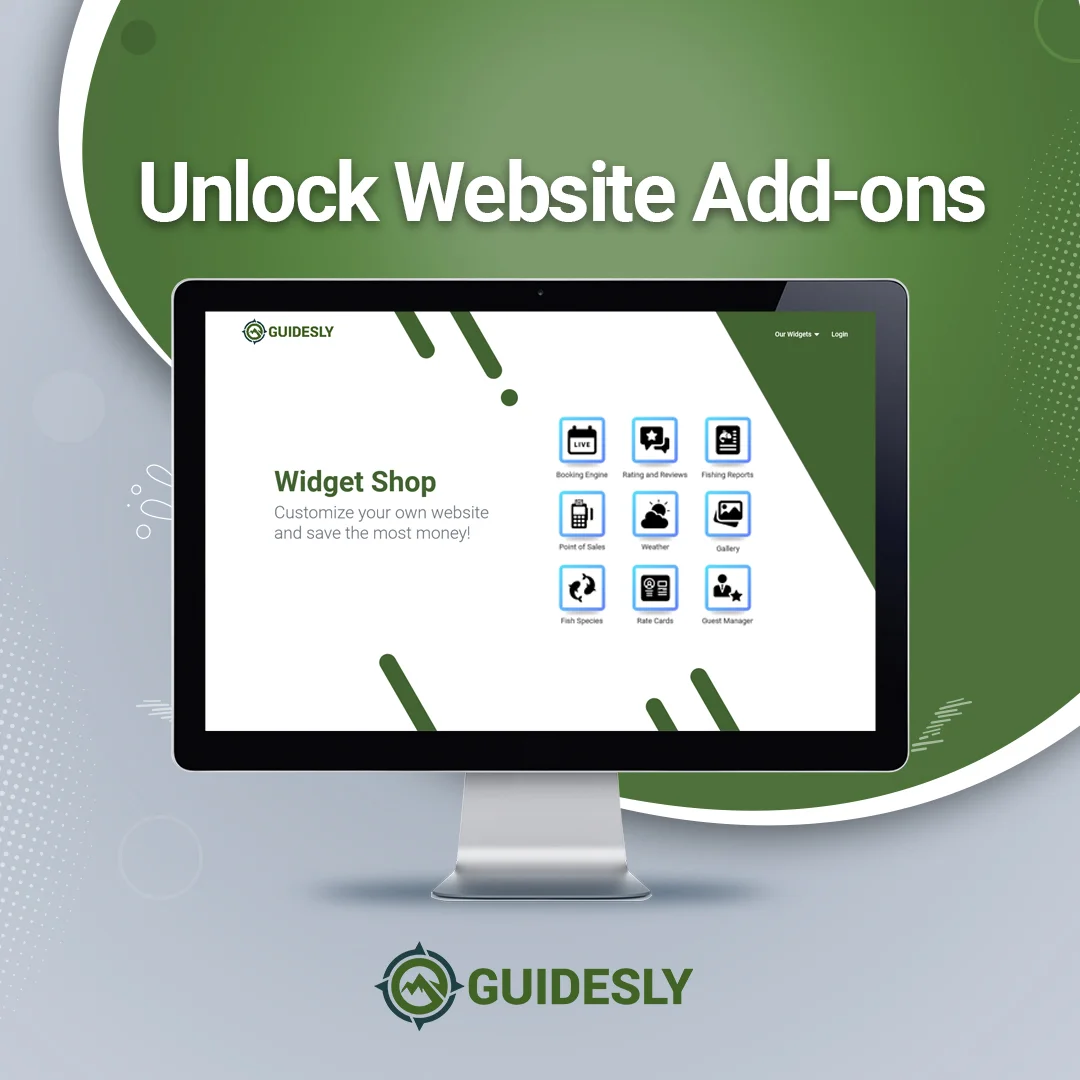 Unlock Website Add-ons
GUIDESLY
Our Widgets
Login
Widget Shop
Customize your own website
and save the most money!
LIVE
Booking Engine
Rating and Reviews
Fishing Reports
Point of Sales
Weather
Gallery
Fish Species
Rate Cards
Guest Manager
GUIDESLY